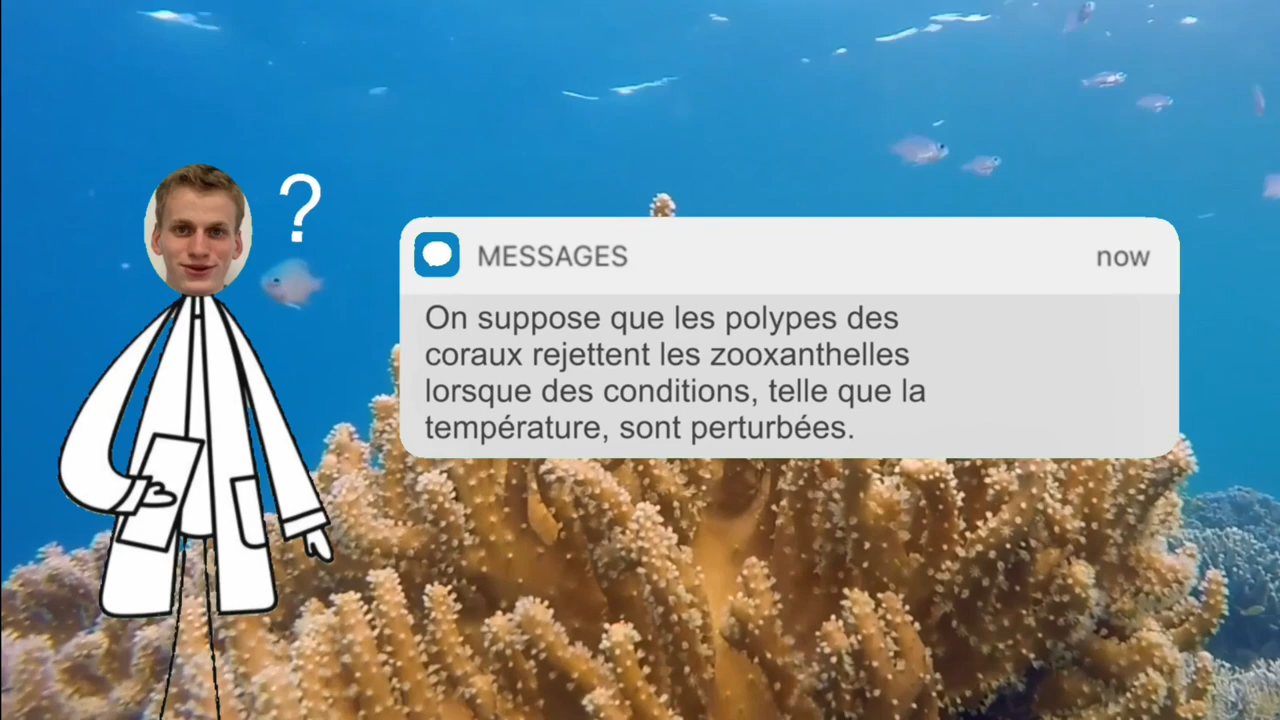 ?
MESSAGES
now
On suppose que les polypes des
coraux rejettent les zooxanthelles
lorsque des conditions, telle que la
température, sont perturbées.